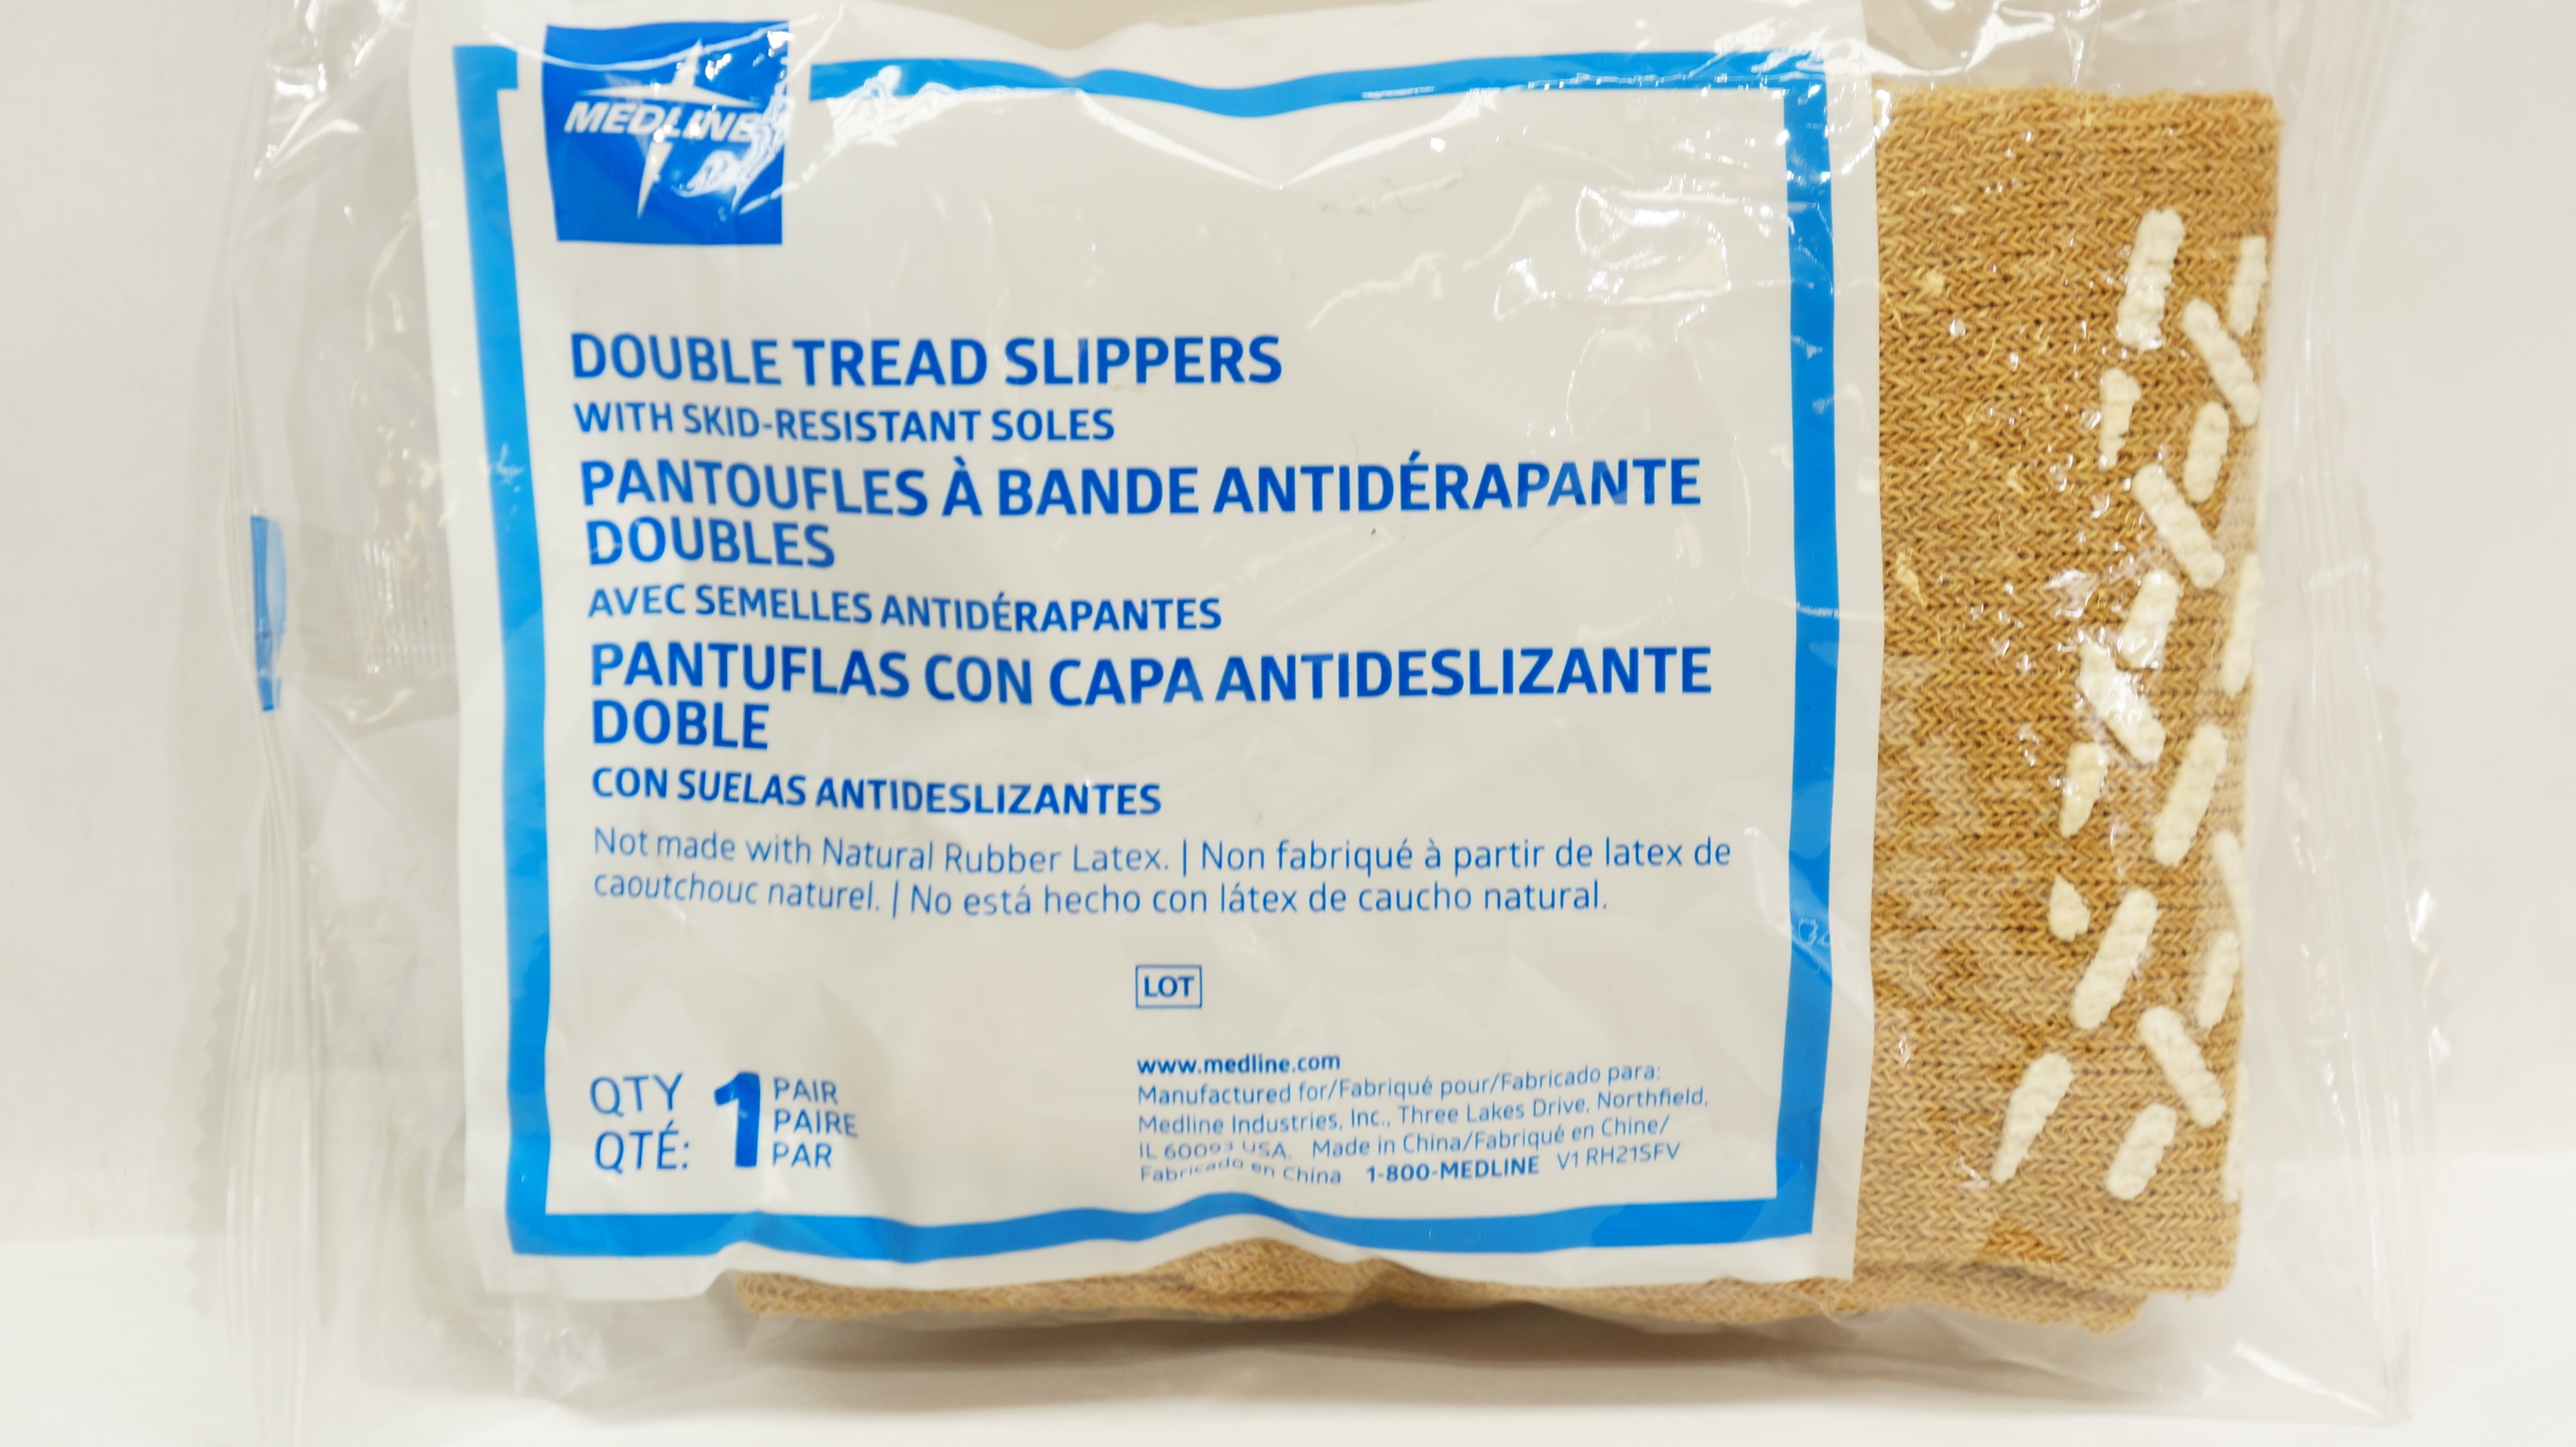 MEDLINE
DOUBLE TREAD SLIPPERS
WITH SKID-RESISTANT SOLES
PANTOUFLES À BANDE ANTIDÉRAPANTE
DOUBLES
AVEC SEMELLES ANTIDÉRAPANTES
PANTUFLAS CON CAPA ANTIDESLIZANTE
DOBLE
CON SUELAS ANTIDESLIZANTES
Not made with Natural Rubber Latex. | Non fabriqué à partir de latex de
caoutchouc naturel. | No está hecho con látex de caucho natural.
LOT
QTY
QTÉ:
1
PAIR
PAIRE
PAR
www.medline.com
Manufactured for/Fabriqué pour/Fabricado para:
Medline Industries, Inc., Three Lakes Drive, Northfield,
IL 60093 USA. Made in China/Fabriqué en Chine/
Fabricado en China 1-800-MEDLINE V1 RH21SFV